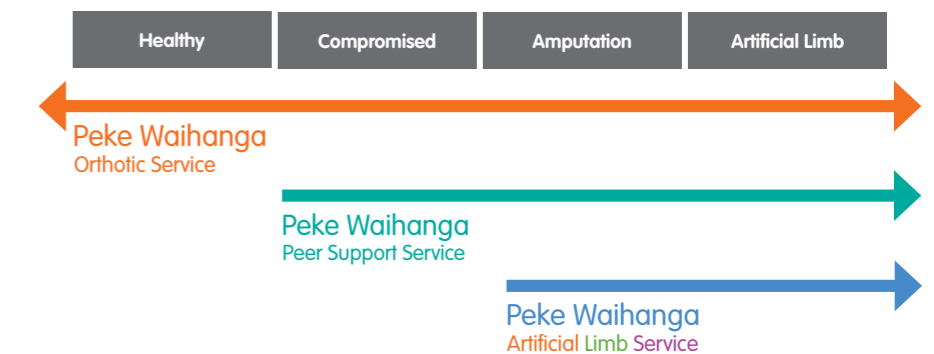 Healthy
Compromised
Amputation
Artificial Limb
Peke Waihanga
Orthotic Service
Peke Waihanga
Peer Support Service
Peke Waihanga
Artificial Limb Service